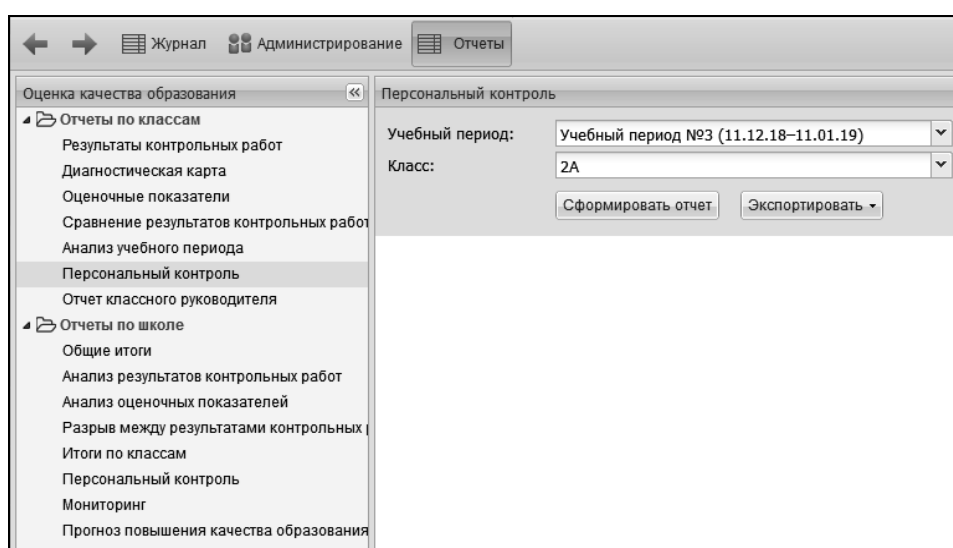 Журнал Администрирование Отчеты
Оценка качества образования
Отчеты по классам
Результаты контрольных работ
Диагностическая карта
Оценочные показатели
Сравнение результатов контрольных работ
Анализ учебного периода
Персональный контроль
Отчет классного руководителя
Отчеты по школе
Общие итоги
Анализ результатов контрольных работ
Анализ оценочных показателей
Разрыв между результатами контрольных
Итоги по классам
Персональный контроль
Мониторинг
Прогноз повышения качества образования
Персональный контроль
Учебный период: Учебный период №3 (11.12.18–11.01.19)
Класс: 2А
Сформировать отчет Экспортировать